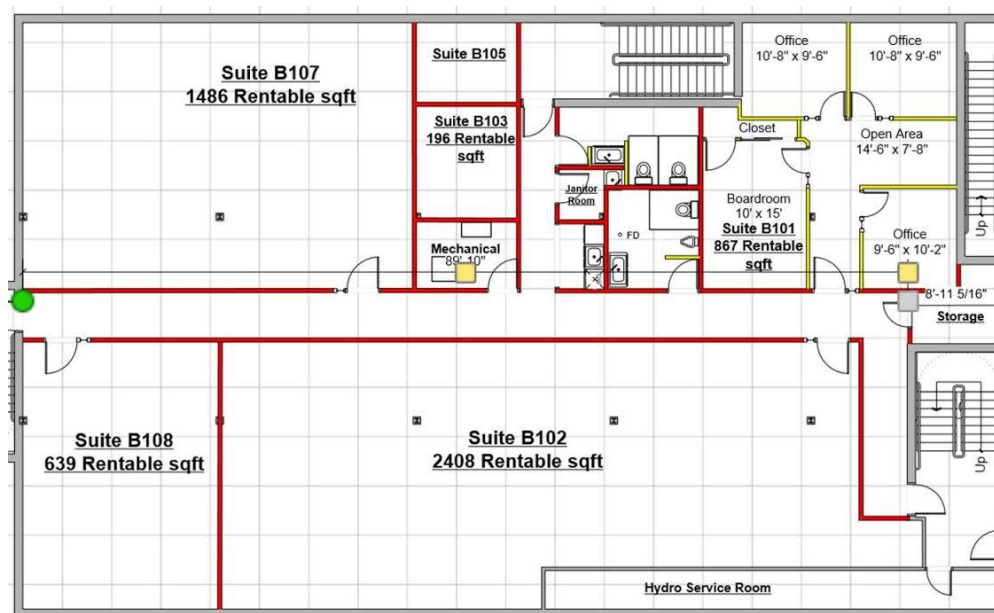 Suite B107
1486 Rentable sqft
Suite B105
Suite B103
196 Rentable
sqft
Office
10'-8" x 9'-6"
Office
10'-8" x 9'-6"
Closet
Open Area
14'-6" x 7'-8"
Janitor
Room
Boardroom
10' x 15'
Suite B101
867 Rentable
sqft
FD
Office
9'-6" x 10'-2"
Up
Mechanical
89'-10"
8'-11 5/16"
Storage
Suite B108
639 Rentable sqft
Suite B102
2408 Rentable sqft
Up
Hydro Service Room